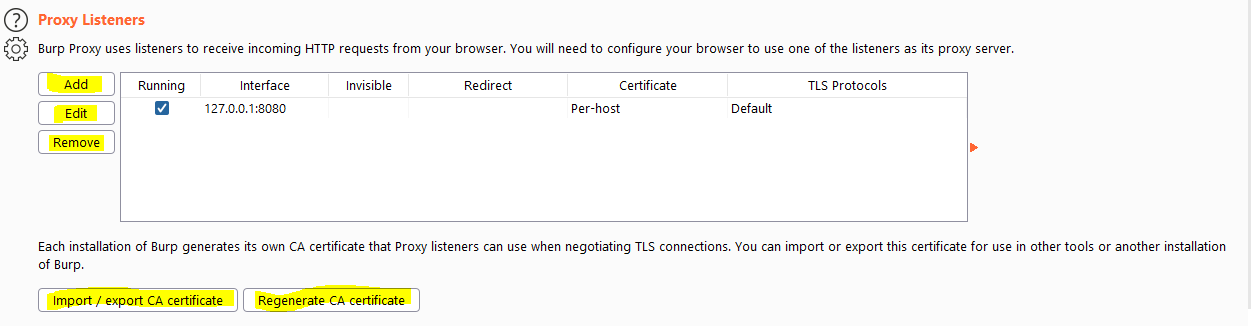 Proxy Listeners
Burp Proxy uses listeners to receive incoming HTTP requests from your browser. You will need to configure your browser to use one of the listeners as its proxy server.
Add
Edit
Remove
Running Interface Invisible Redirect Certificate TLS Protocols
127.0.0.1:8080 Per-host Default
Each installation of Burp generates its own CA certificate that Proxy listeners can use when negotiating TLS connections. You can import or export this certificate for use in other tools or another installation
of Burp.
Import / export CA certificate Regenerate CA certificate